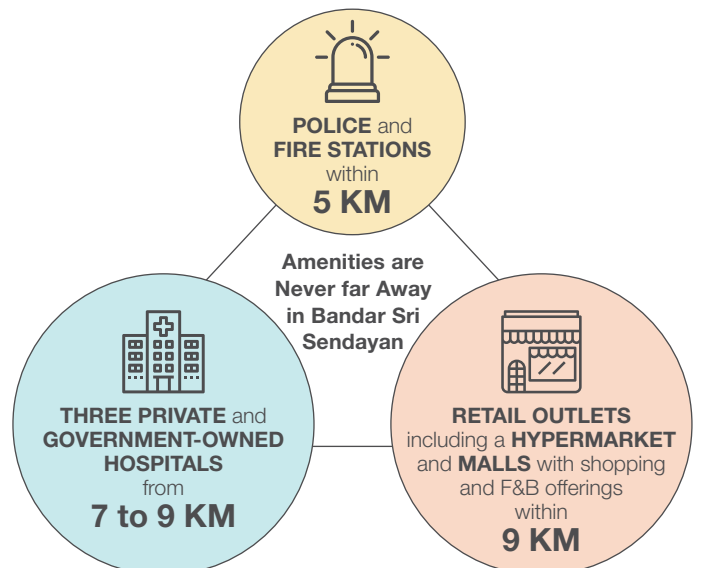 POLICE and
FIRE STATIONS
within
5 KM
Amenities are
Never far Away
in Bandar Sri
Sendayan
THREE PRIVATE and
GOVERNMENT-OWNED
HOSPITALS
from
7 to 9 KM
RETAIL OUTLETS
including a HYPERMARKET
and MALLS with shopping
and F&B offerings
within
9 KM